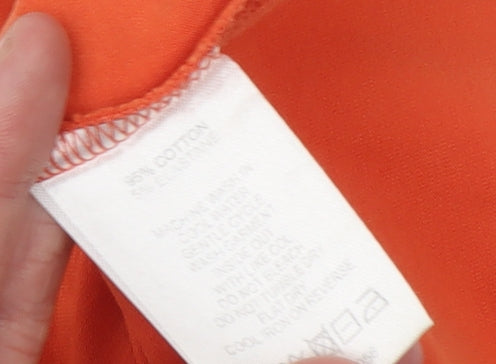 95% COTTON
5% ELASTANE
MACHINE WASH IN
COOL WATER
GENTLE CYCLE
WASH GARMENT
INSIDE OUT
WITH LIKE COL
DO NOT BLEACH
DO NOT TUMBLE DRY
FLAT DRY
COOL IRON ON REVERSE